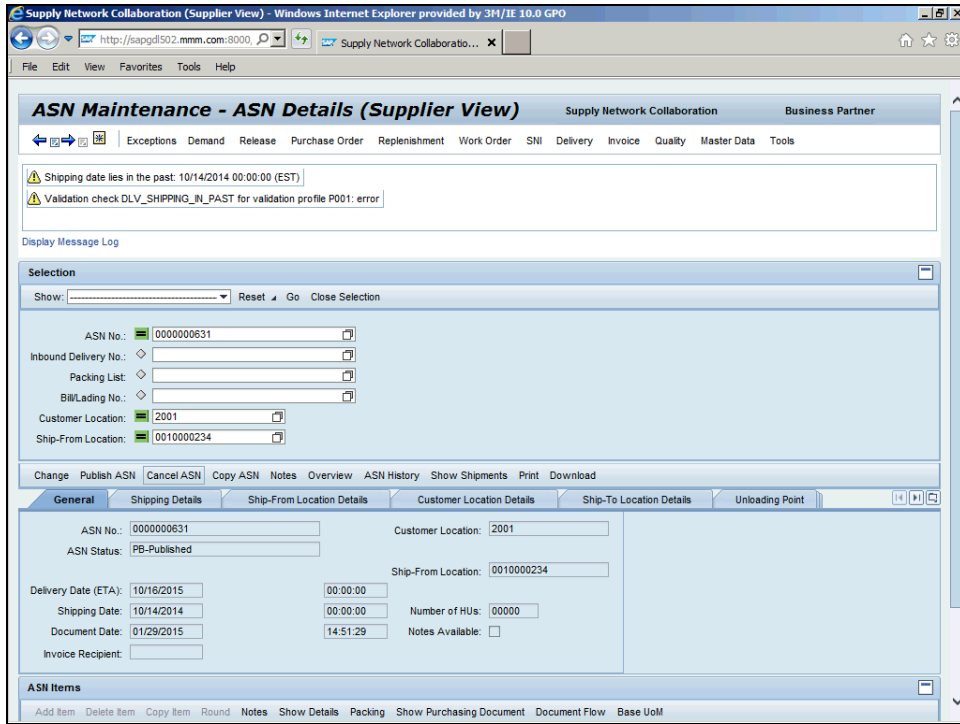 Supply Network Collaboration (Supplier View) - Windows Internet Explorer provided by 3M/IE 10.0 GPO
http://sapgdl502.mmm.com:8000, Supply Network Collaboratio...
File Edit View Favorites Tools Help
ASN Maintenance - ASN Details (Supplier View) Supply Network Collaboration Business Partner
Exceptions Demand Release Purchase Order Replenishment Work Order SNI Delivery Invoice Quality Master Data Tools
Shipping date lies in the past: 10/14/2014 00:00:00 (EST)
Validation check DLV_SHIPPING_IN_PAST for validation profile P001: error
Display Message Log
Selection
Show: Reset Go Close Selection
ASN No.: 0000000631
Inbound Delivery No.:
Packing List:
Bill/Lading No.:
Customer Location: 2001
Ship-From Location: 0010000234
Change Publish ASN Cancel ASN Copy ASN Notes Overview ASN History Show Shipments Print Download
General Shipping Details Ship-From Location Details Customer Location Details Ship-To Location Details Unloading Point
ASN No.: 0000000631 Customer Location: 2001
ASN Status: PB-Published
Ship-From Location: 0010000234
Delivery Date (ETA): 10/16/2015 00:00:00
Shipping Date: 10/14/2014 00:00:00 Number of HUs: 00000
Document Date: 01/29/2015 14:51:29 Notes Available:
Invoice Recipient:
ASN Items
Add Item Delete Item Copy Item Round Notes Show Details Packing Show Purchasing Document Document Flow Base UoM